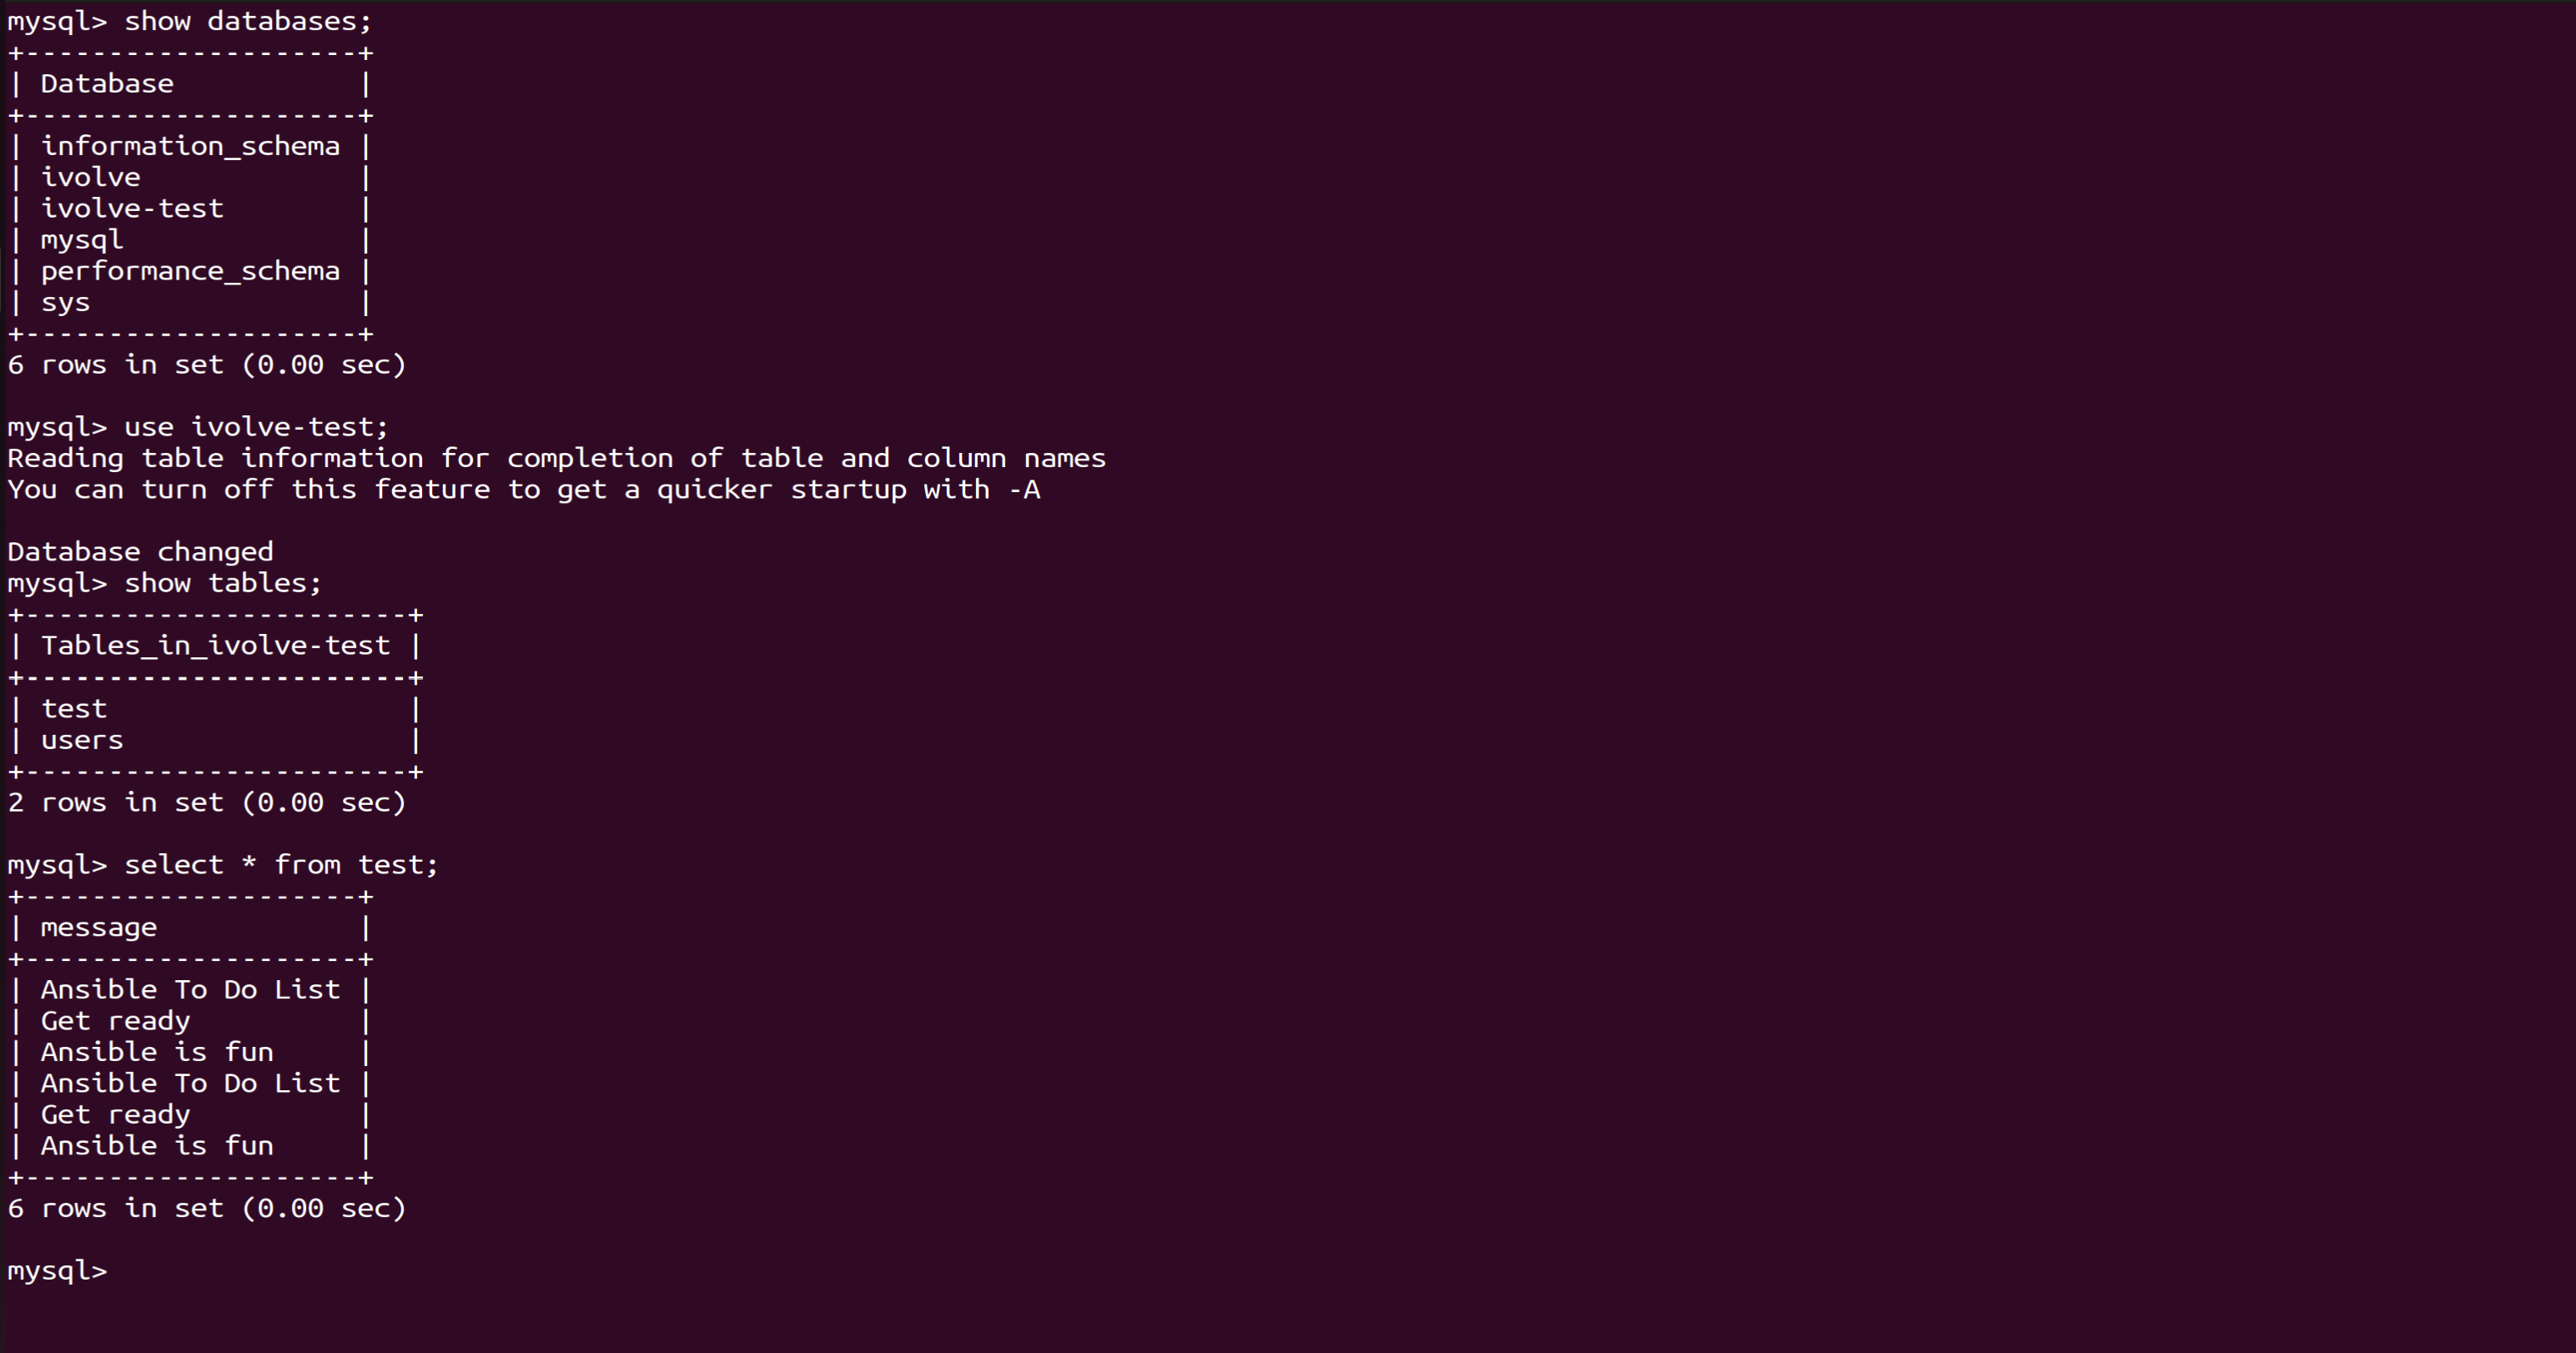 mysql> show databases;
+--------------------+
| Database           |
+--------------------+
| information_schema |
| ivolve             |
| ivolve-test        |
| mysql              |
| performance_schema |
| sys                |
+--------------------+
6 rows in set (0.00 sec)

mysql> use ivolve-test;
Reading table information for completion of table and column names
You can turn off this feature to get a quicker startup with -A

Database changed
mysql> show tables;
+-----------------------+
| Tables_in_ivolve-test |
+-----------------------+
| test                  |
| users                 |
+-----------------------+
2 rows in set (0.00 sec)

mysql> select * from test;
+--------------------+
| message            |
+--------------------+
| Ansible To Do List |
| Get ready          |
| Ansible is fun     |
| Ansible To Do List |
| Get ready          |
| Ansible is fun     |
+--------------------+
6 rows in set (0.00 sec)

mysql>